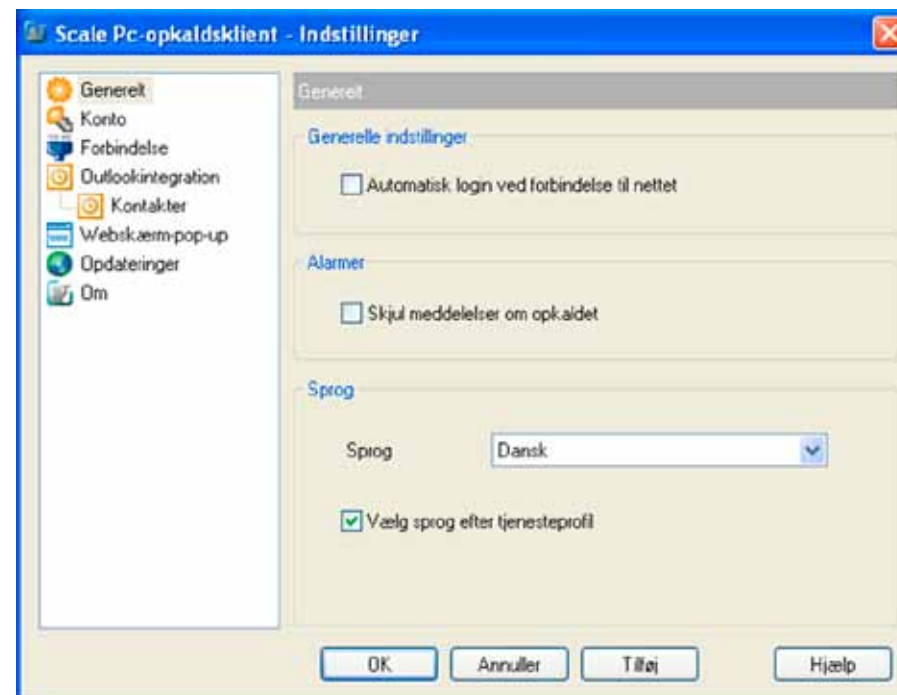 Scale Pc-opkaldsklient - Indstillinger
Generelt
Konto
Forbindelse
Outlookintegration
Kontakter
Webskærm-pop-up
Opdateringer
Om
Generelt
Generelle indstillinger
Automatisk login ved forbindelse til nettet
Alarmer
Skjul meddelelser om opkaldet
Sprog
Sprog Dansk
Vælg sprog efter tjenesteprofil
OK Annuller Tilføj Hjælp